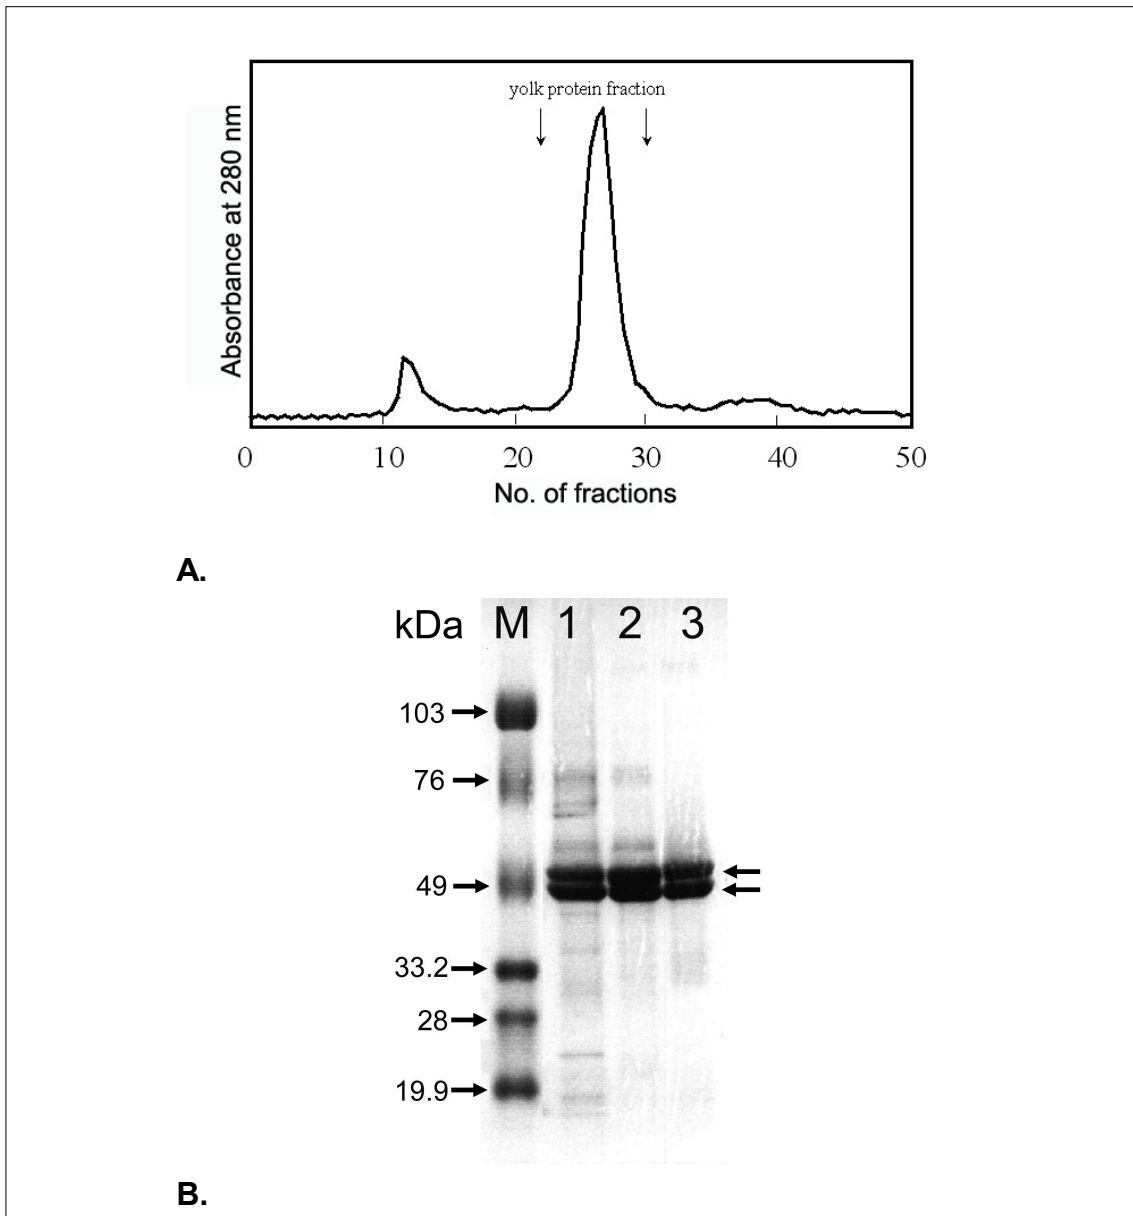 yolk protein fraction
Absorbance at 280 nm
0 10 20 30 40 50
No. of fractions
A.
kDa M 1 2 3
103
76
49
33.2
28
19.9
B.